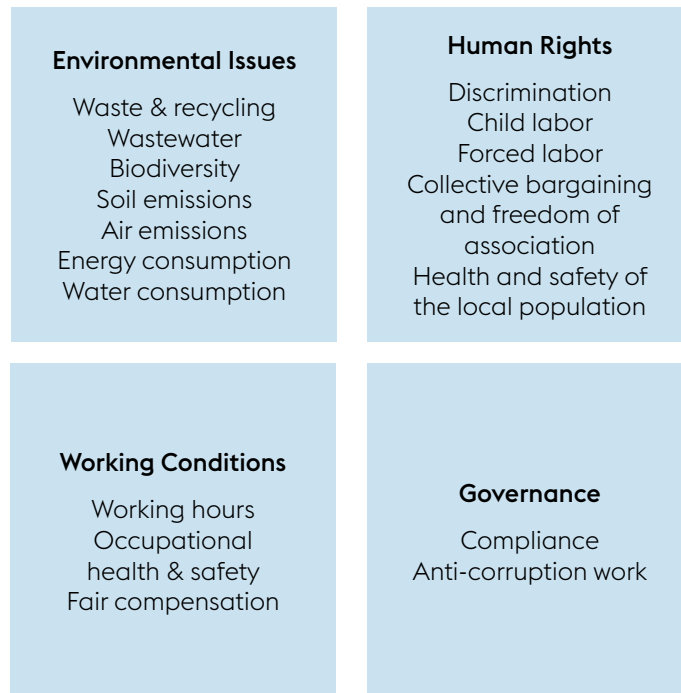 Environmental Issues
Waste & recycling
Wastewater
Biodiversity
Soil emissions
Air emissions
Energy consumption
Water consumption
Human Rights
Discrimination
Child labor
Forced labor
Collective bargaining
and freedom of
association
Health and safety of
the local population
Working Conditions
Working hours
Occupational
health & safety
Fair compensation
Governance
Compliance
Anti-corruption work